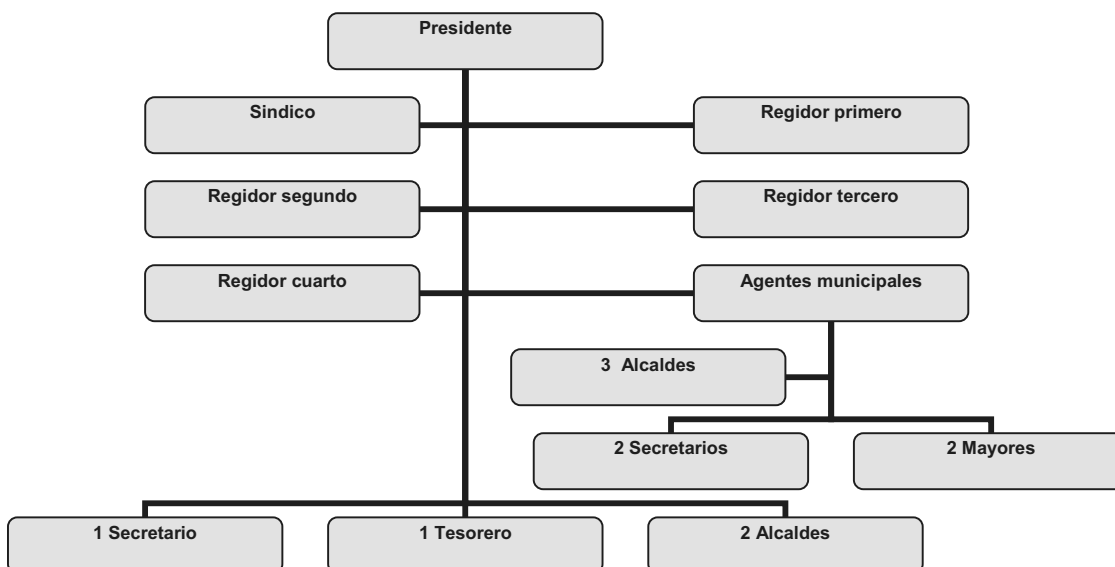 Presidente
Sindico
Regidor primero
Regidor segundo
Regidor tercero
Regidor cuarto
Agentes municipales
3 Alcaldes
2 Secretarios
2 Mayores
1 Secretario
1 Tesorero
2 Alcaldes